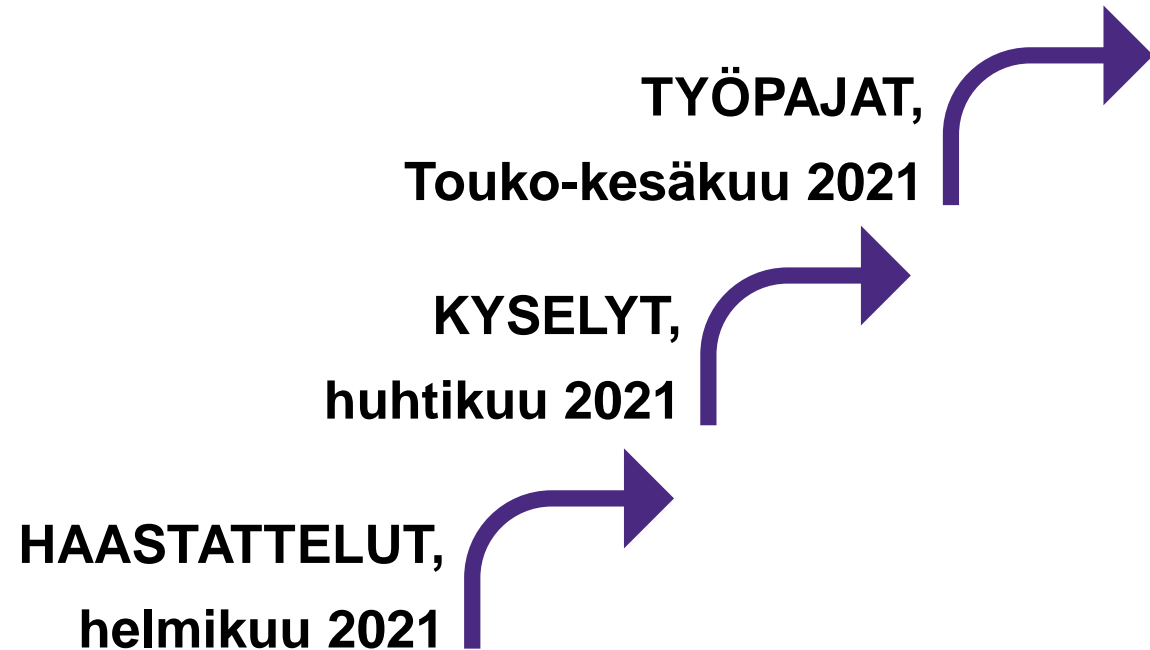 TYÖPAJAT,
Touko-kesäkuu 2021
KYSELYT,
huhtikuu 2021
HAASTATTELUT,
helmikuu 2021